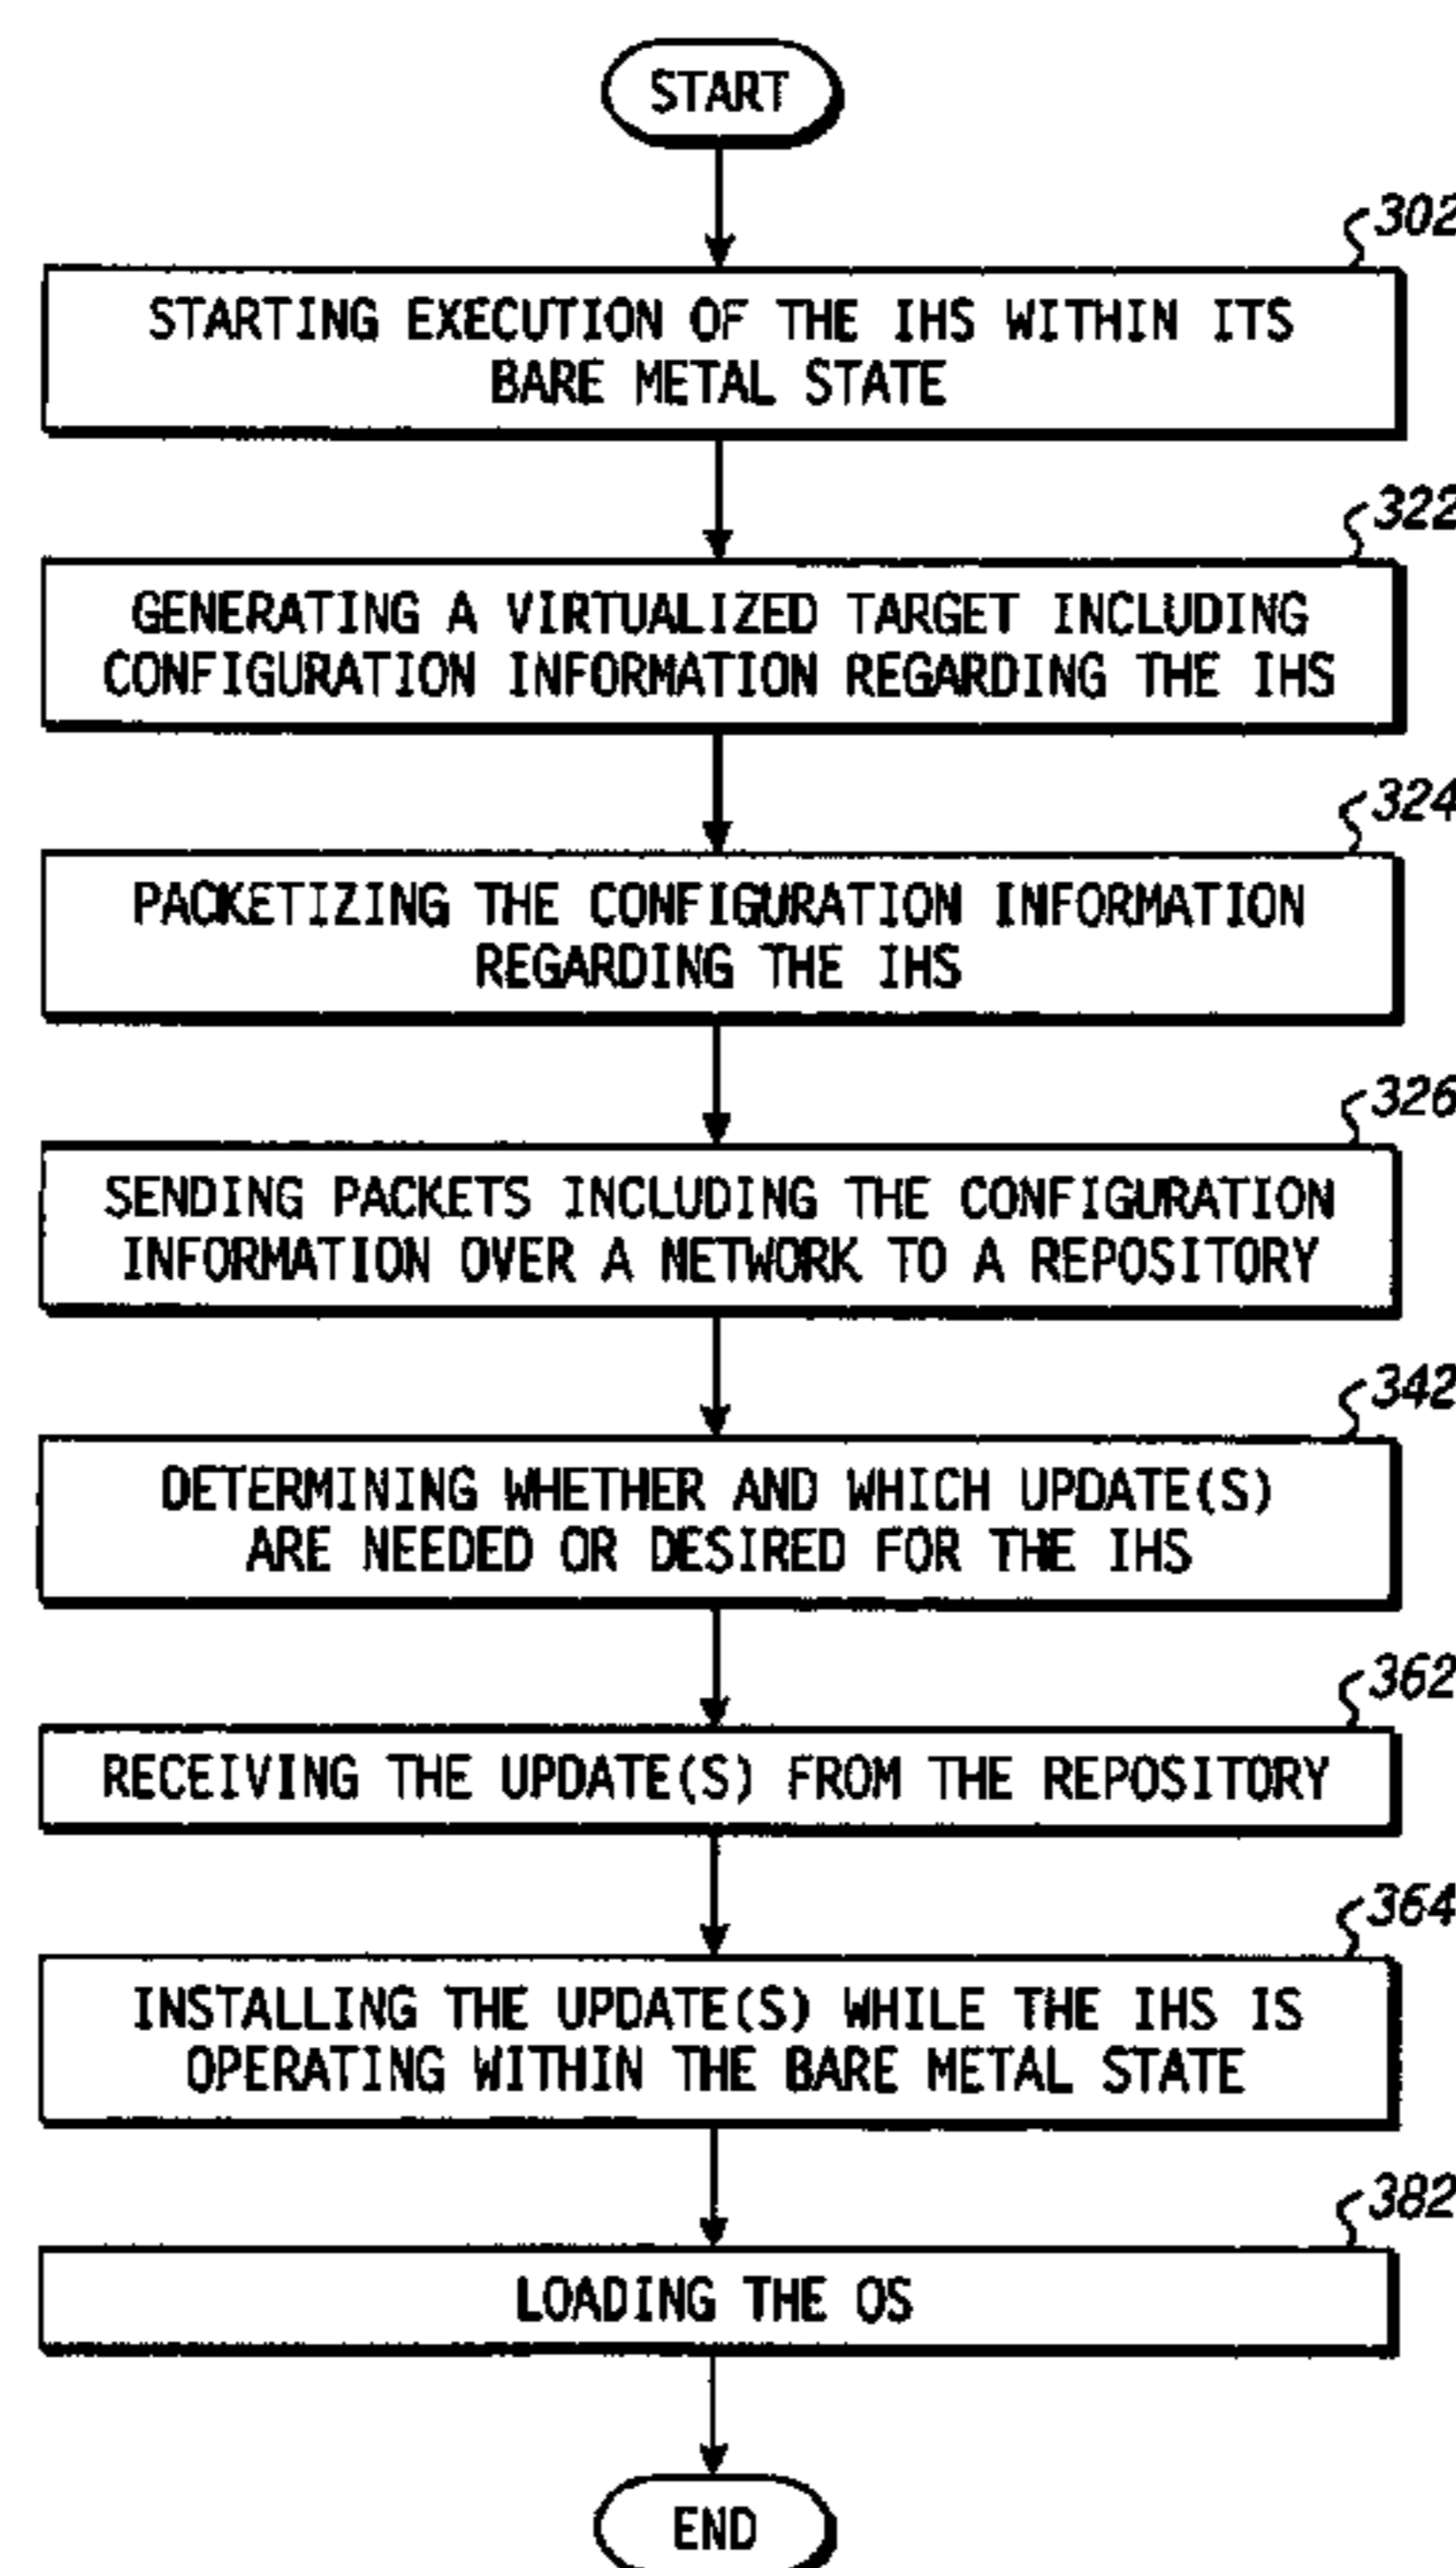 START
302
STARTING EXECUTION OF THE IHS WITHIN ITS
BARE METAL STATE
322
GENERATING A VIRTUALIZED TARGET INCLUDING
CONFIGURATION INFORMATION REGARDING THE IHS
324
PACKETIZING THE CONFIGURATION INFORMATION
REGARDING THE IHS
326
SENDING PACKETS INCLUDING THE CONFIGURATION
INFORMATION OVER A NETWORK TO A REPOSITORY
342
DETERMINING WHETHER AND WHICH UPDATE(S)
ARE NEEDED OR DESIRED FOR THE IHS
362
RECEIVING THE UPDATE(S) FROM THE REPOSITORY
364
INSTALLING THE UPDATE(S) WHILE THE IHS IS
OPERATING WITHIN THE BARE METAL STATE
382
LOADING THE OS
END